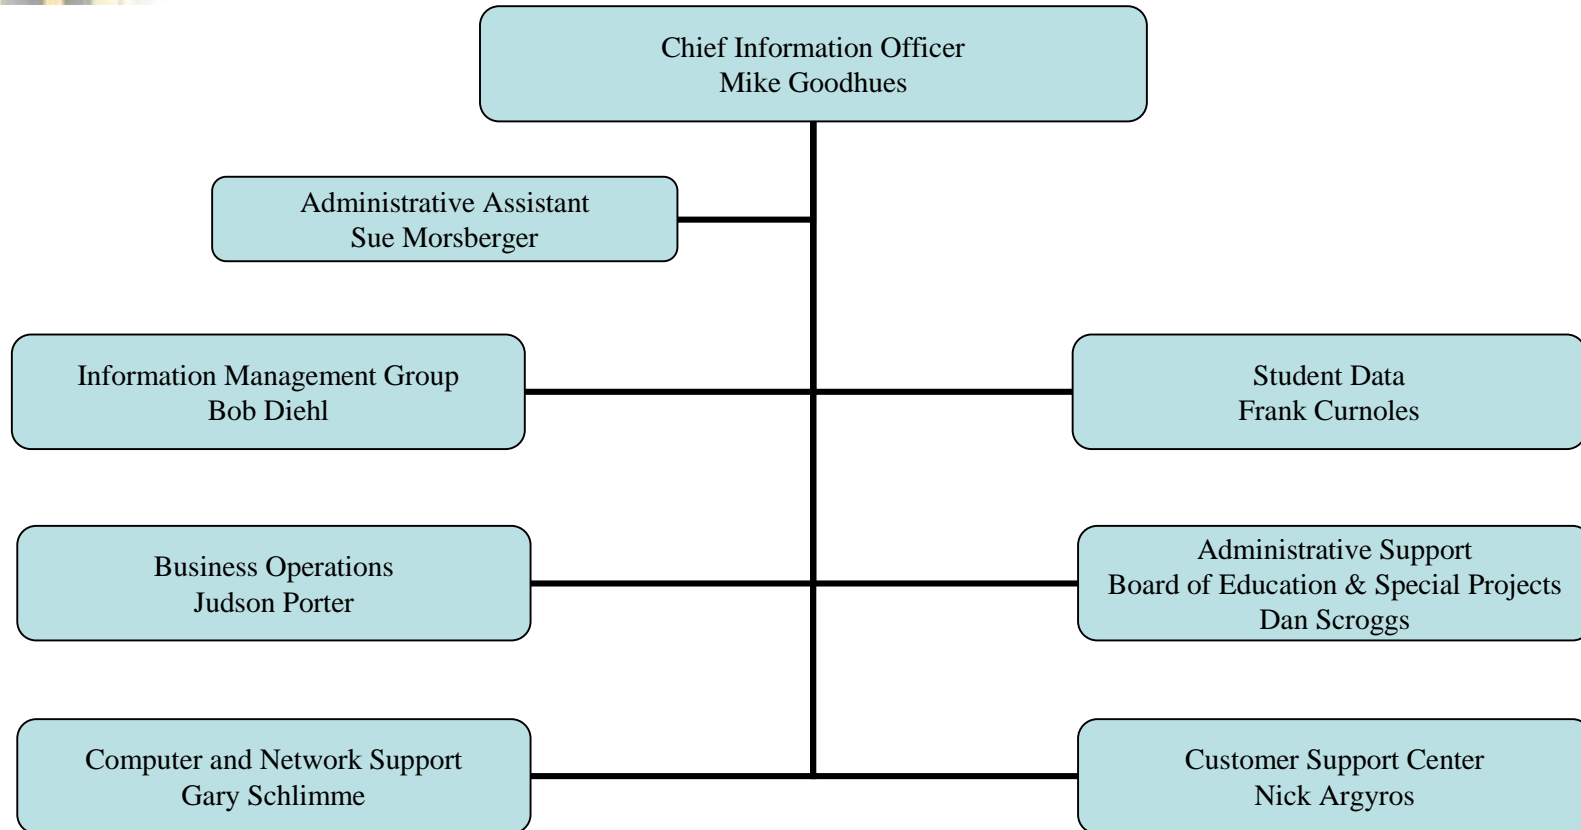 Chief Information Officer
Mike Goodhues
Administrative Assistant
Sue Morsberger
Information Management Group
Bob Diehl
Student Data
Frank Curnoles
Business Operations
Judson Porter
Administrative Support
Board of Education & Special Projects
Dan Scroggs
Computer and Network Support
Gary Schlimme
Customer Support Center
Nick Argyros